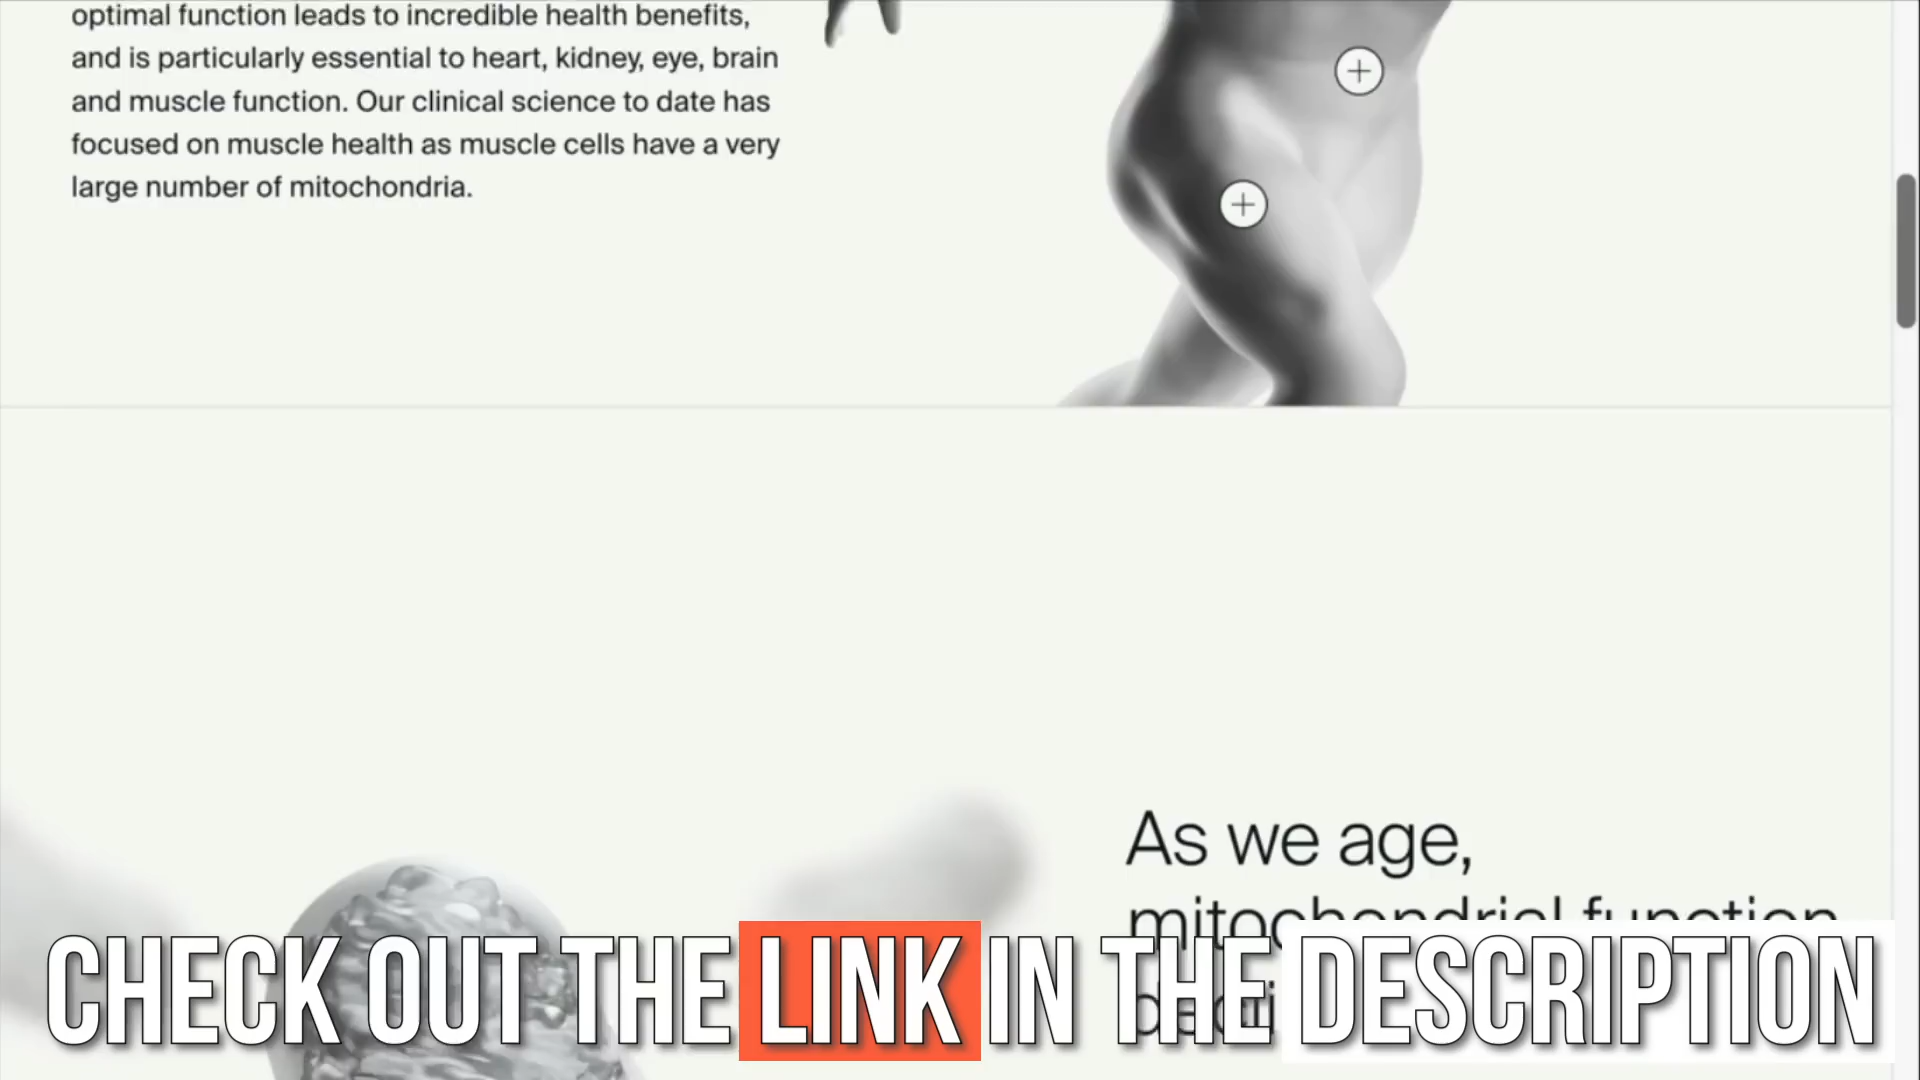 optimal function leads to incredible health benefits,
and is particularly essential to heart, kidney, eye, brain
and muscle function. Our clinical science to date has
focused on muscle health as muscle cells have a very
large number of mitochondria.
As we age,
mitochondrial function
CHECK OUT THE LINK IN THE DESCRIPTION